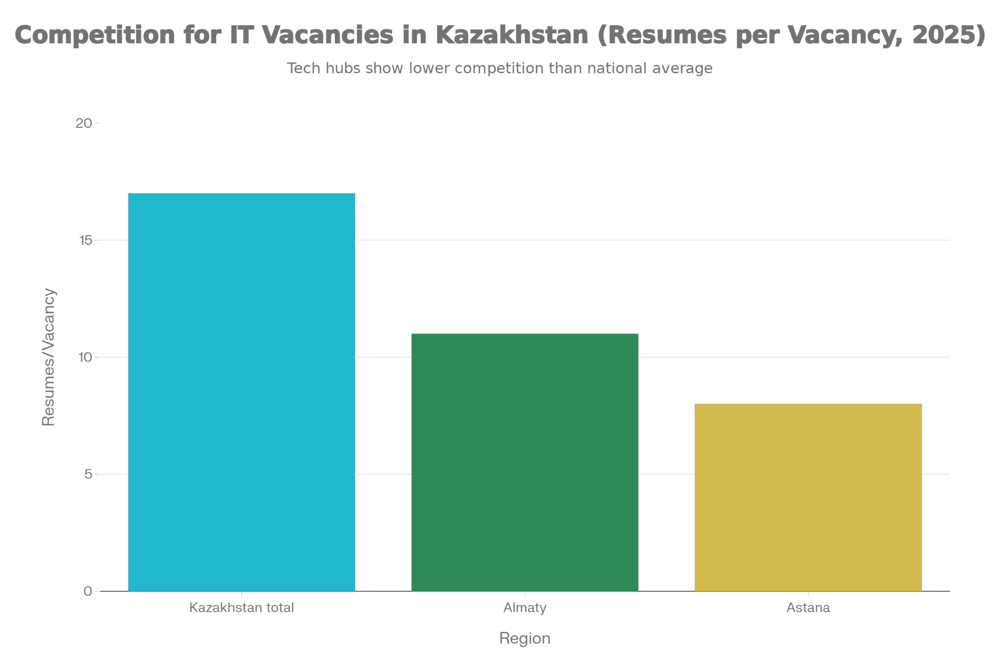 Competition for IT Vacancies in Kazakhstan (Resumes per Vacancy, 2025)
Tech hubs show lower competition than national average
20
15
10
5
0
Resumes/Vacancy
Kazakhstan total
Almaty
Astana
Region